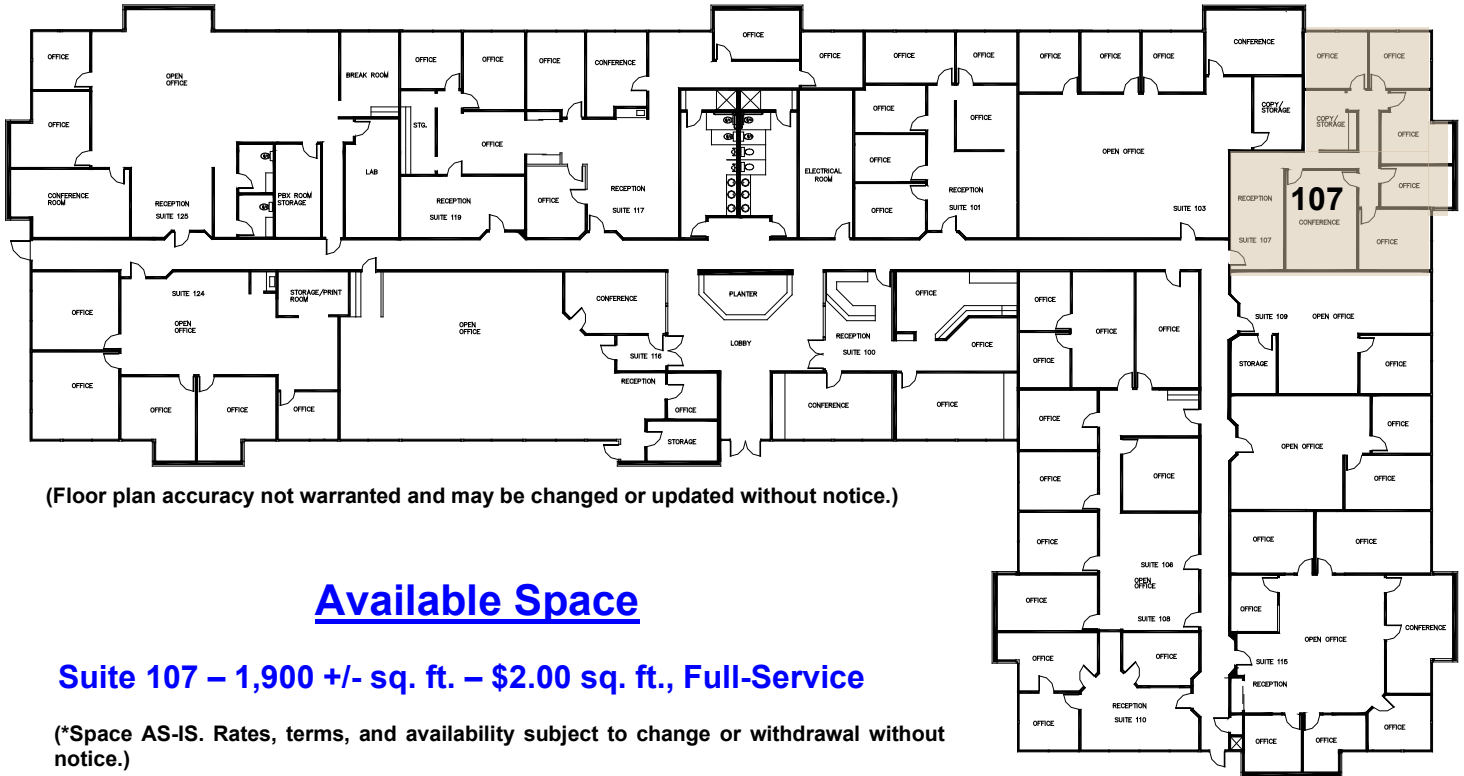 OFFICE
CONFERENCE
OFFICE OFFICE
OFFICE OPEN OFFICE BREAK ROOM OFFICE OFFICE OFFICE CONFERENCE OFFICE OFFICE OFFICE OFFICE OFFICE OFFICE
OFFICE STG. OFFICE LAB
OFFICE OFFICE OFFICE OFFICE
ELECTRICAL ROOM
OPEN OFFICE
COPY/ STORAGE
COPY/ STORAGE
OFFICE
OFFICE
CONFERENCE ROOM
RECEPTION
SUITE 125
PBX ROOM
STORAGE
RECEPTION
SUITE 119
OFFICE
RECEPTION
SUITE 117
RECEPTION
SUITE 101
SUITE 103
RECEPTION
SUITE 107
107
CONFERENCE
OFFICE
OFFICE
SUITE 124
OPEN OFFICE
STORAGE/PRINT
ROOM
OFFICE
OFFICE
OFFICE
OFFICE
OFFICE
OPEN OFFICE
CONFERENCE
SUITE 116
RECEPTION
OFFICE
STORAGE
PLANTER
LOBBY
RECEPTION
SUITE 100
OFFICE
OFFICE
CONFERENCE
OFFICE
OFFICE
OFFICE
OFFICE
OFFICE
SUITE 109
OPEN OFFICE
STORAGE
OFFICE
OFFICE
OFFICE
OFFICE
OFFICE
OPEN OFFICE
OFFICE
OFFICE
OFFICE
OFFICE
SUITE 106
OPEN OFFICE
SUITE 108
OFFICE
OFFICE
OFFICE
OFFICE
RECEPTION
SUITE 110
OFFICE
OPEN OFFICE
CONFERENCE
SUITE 115
RECEPTION
OFFICE
OFFICE
OFFICE
(Floor plan accuracy not warranted and may be changed or updated without notice.)
Available Space
Suite 107 – 1,900 +/- sq. ft. – $2.00 sq. ft., Full-Service
(*Space AS-IS. Rates, terms, and availability subject to change or withdrawal without
notice.)